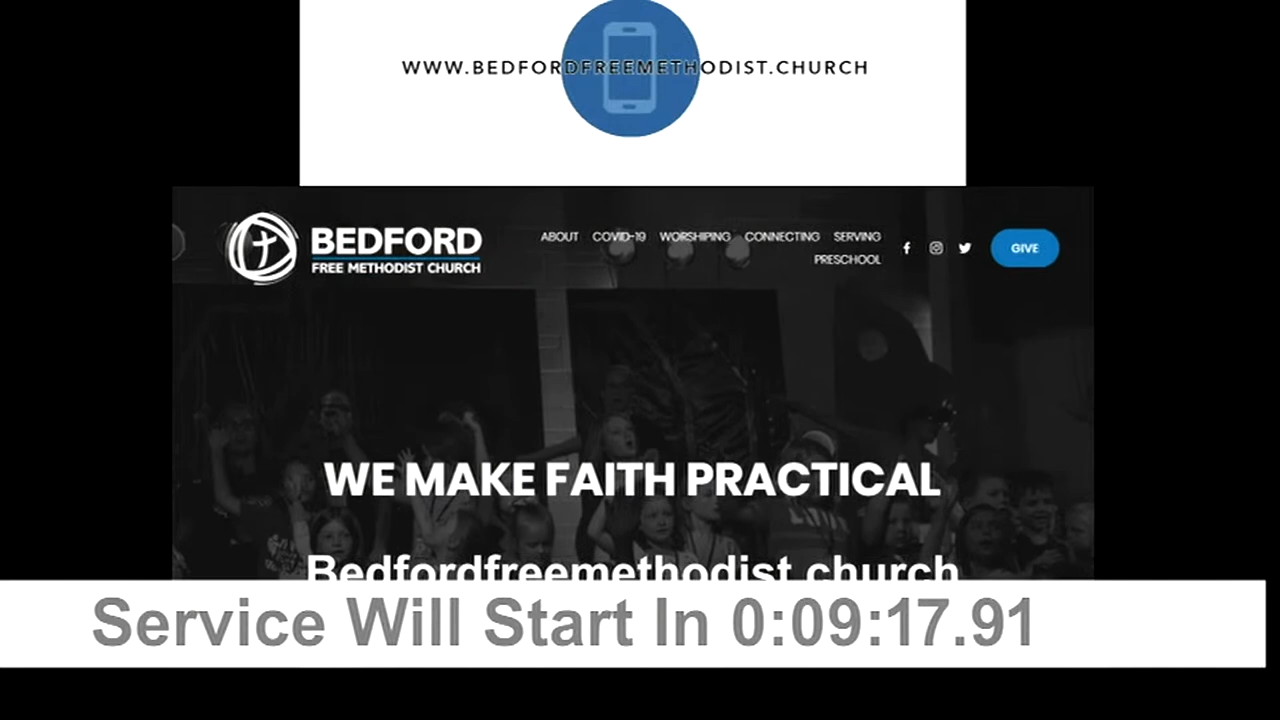 WWW.BEDFORDFREEMETHODIST.CHURCH
BEDFORD
FREE METHODIST CHURCH
ABOUT COVID-19 WORSHIPING CONNECTING SERVING
PRESCHOOL
GIVE
WE MAKE FAITH PRACTICAL
Bedfordfreemethodist.church
Service Will Start In 0:09:17.91